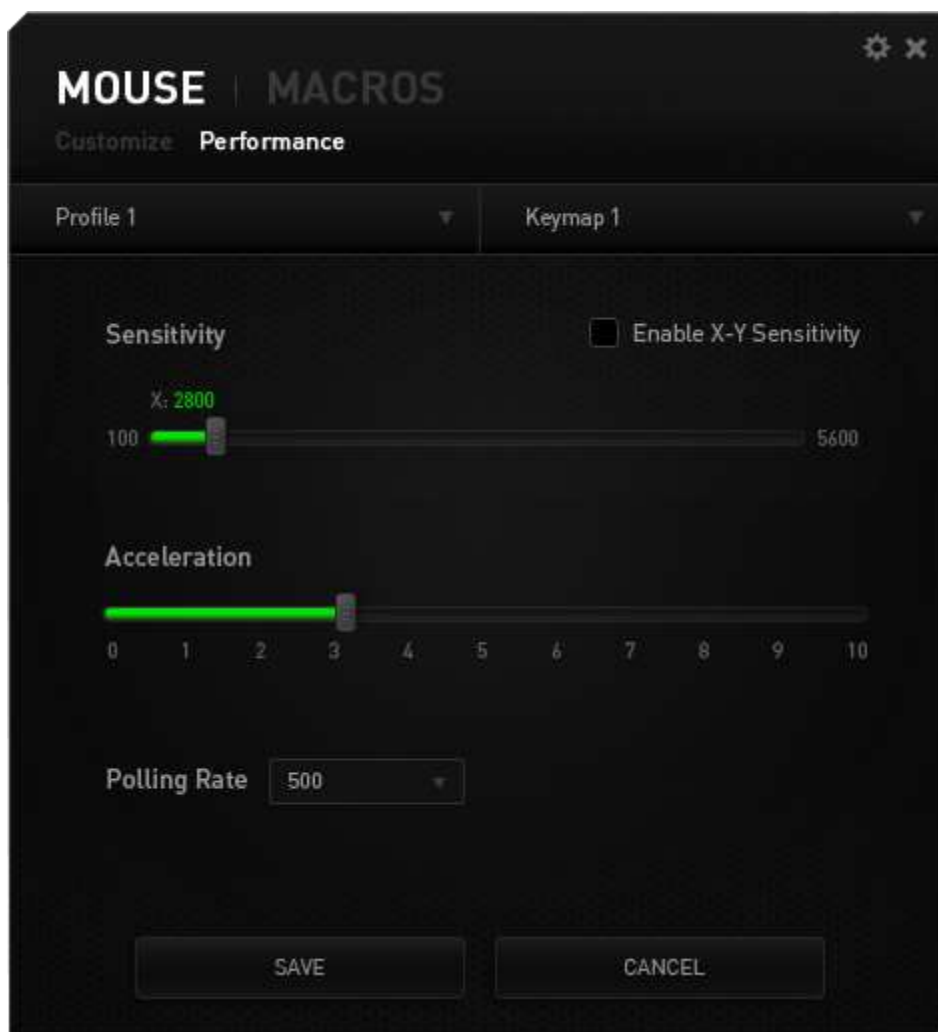 MOUSE | MACROS
Customize Performance
Profile 1 Keymap 1
Sensitivity Enable X-Y Sensitivity
X: 2800
100 5600
Acceleration
0 1 2 3 4 5 6 7 8 9 10
Polling Rate 500
SAVE CANCEL